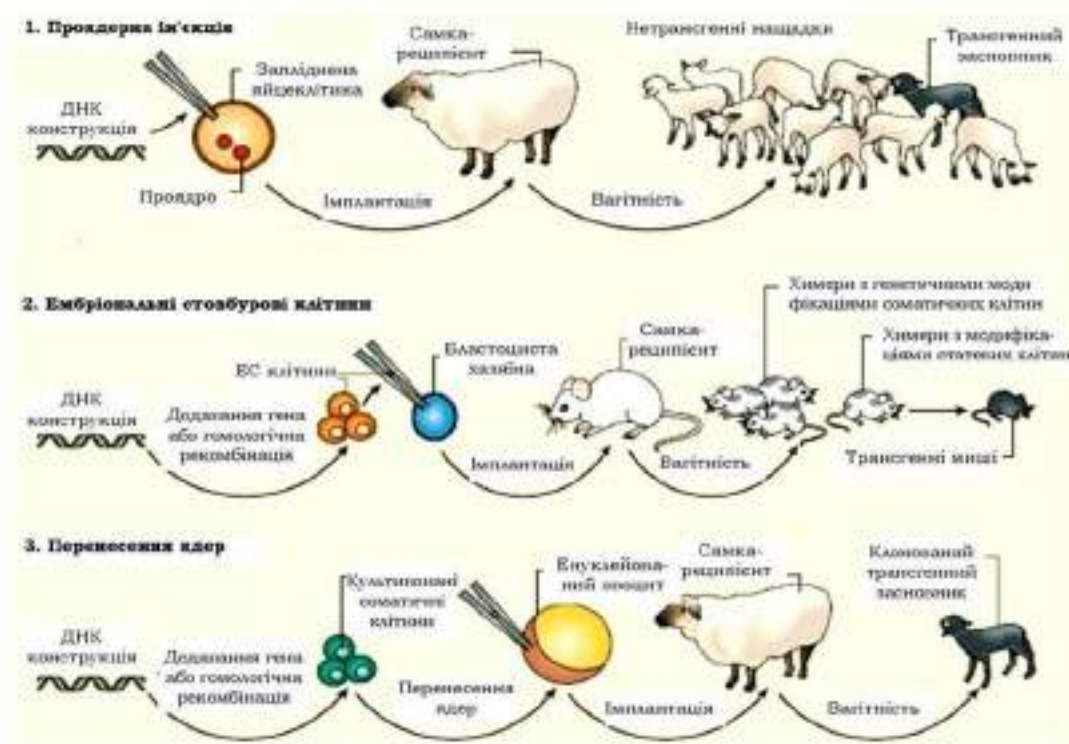 1. Проядерна ін'єкція
Самка-
реципієнт
Нетрансгенні нащадки
Трансгенний
засновник
Запліднена
яйцеклітина
ДНК
конструкція
Проядро
Імплантація
Вагітність
2. Ембріональні стовбурові клітини
Химери з генетичними моди
фікаціями соматичних клітин
Самка-
реципієнт
Химери з модифіка-
ціями статевих клітин
ЕС клітини
Бластоциста
хазяїна
ДНК
конструкція
Додавання гена
або гомологічна
рекомбінація
Імплантація
Вагітність
Трансгенні миші
3. Перенесення ядер
Культивовані
соматичні
клітини
Енуклейова-
ний ооцит
Самка-
реципієнт
Клонований
трансгенний
засновник
ДНК
конструкція
Додавання гена
або гомологічна
рекомбінація
Перенесення
ядер
Імплантація
Вагітність